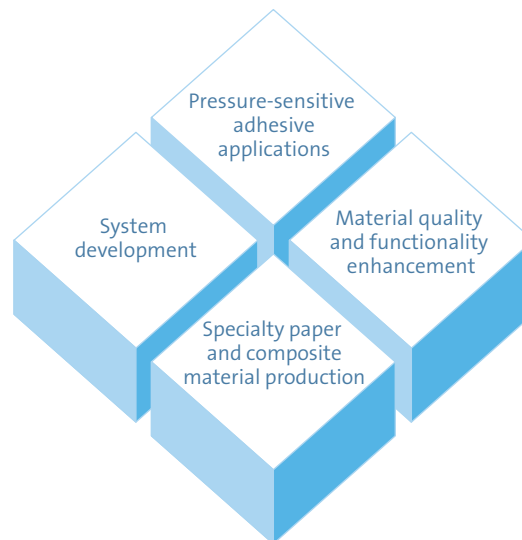 Pressure-sensitive
adhesive
applications
System
development
Material quality
and functionality
enhancement
Specialty paper
and composite
material production